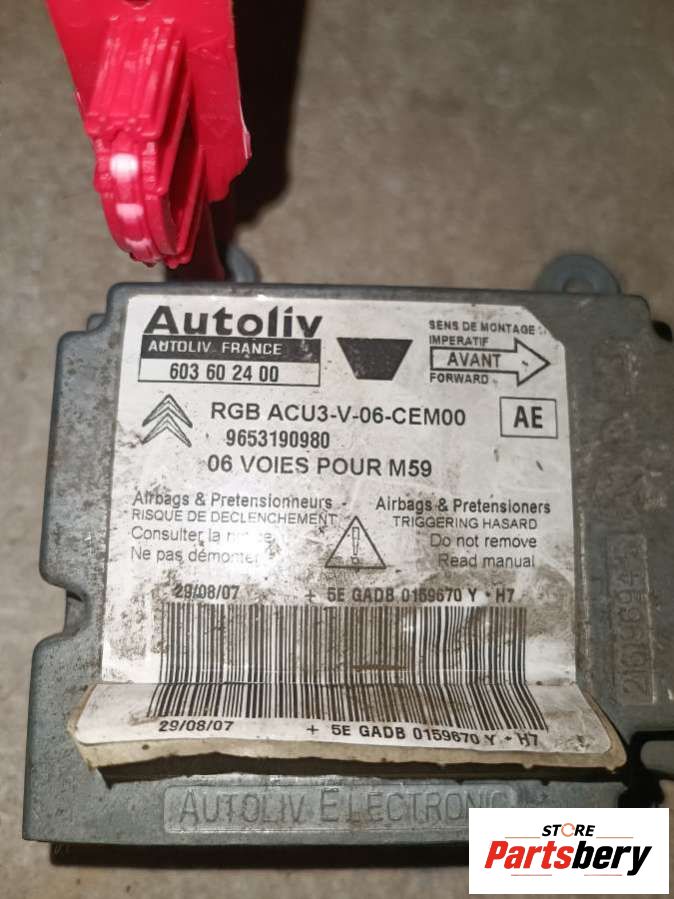 Autoliv
AUTOLIV FRANCE
603 60 24 00
SENS DE MONTAGE
IMPERATIF
AVANT
FORWARD
RGB ACU3-V-06-CEM00
AE
9653190980
06 VOIES POUR M59
Airbags & Pretensionneurs
RISQUE DE DECLENCHEMENT
Consulter la
Ne pas démonter
Airbags & Pretensioners
TRIGGERING HASARD
Do not remove
Read manual
29/08/07 + 5E GADB 0159670 Y - H7
29/08/07 + 5E GADB 0159670 Y - H7
AUTOLIV ELECTRONIC
STORE
Partsbery